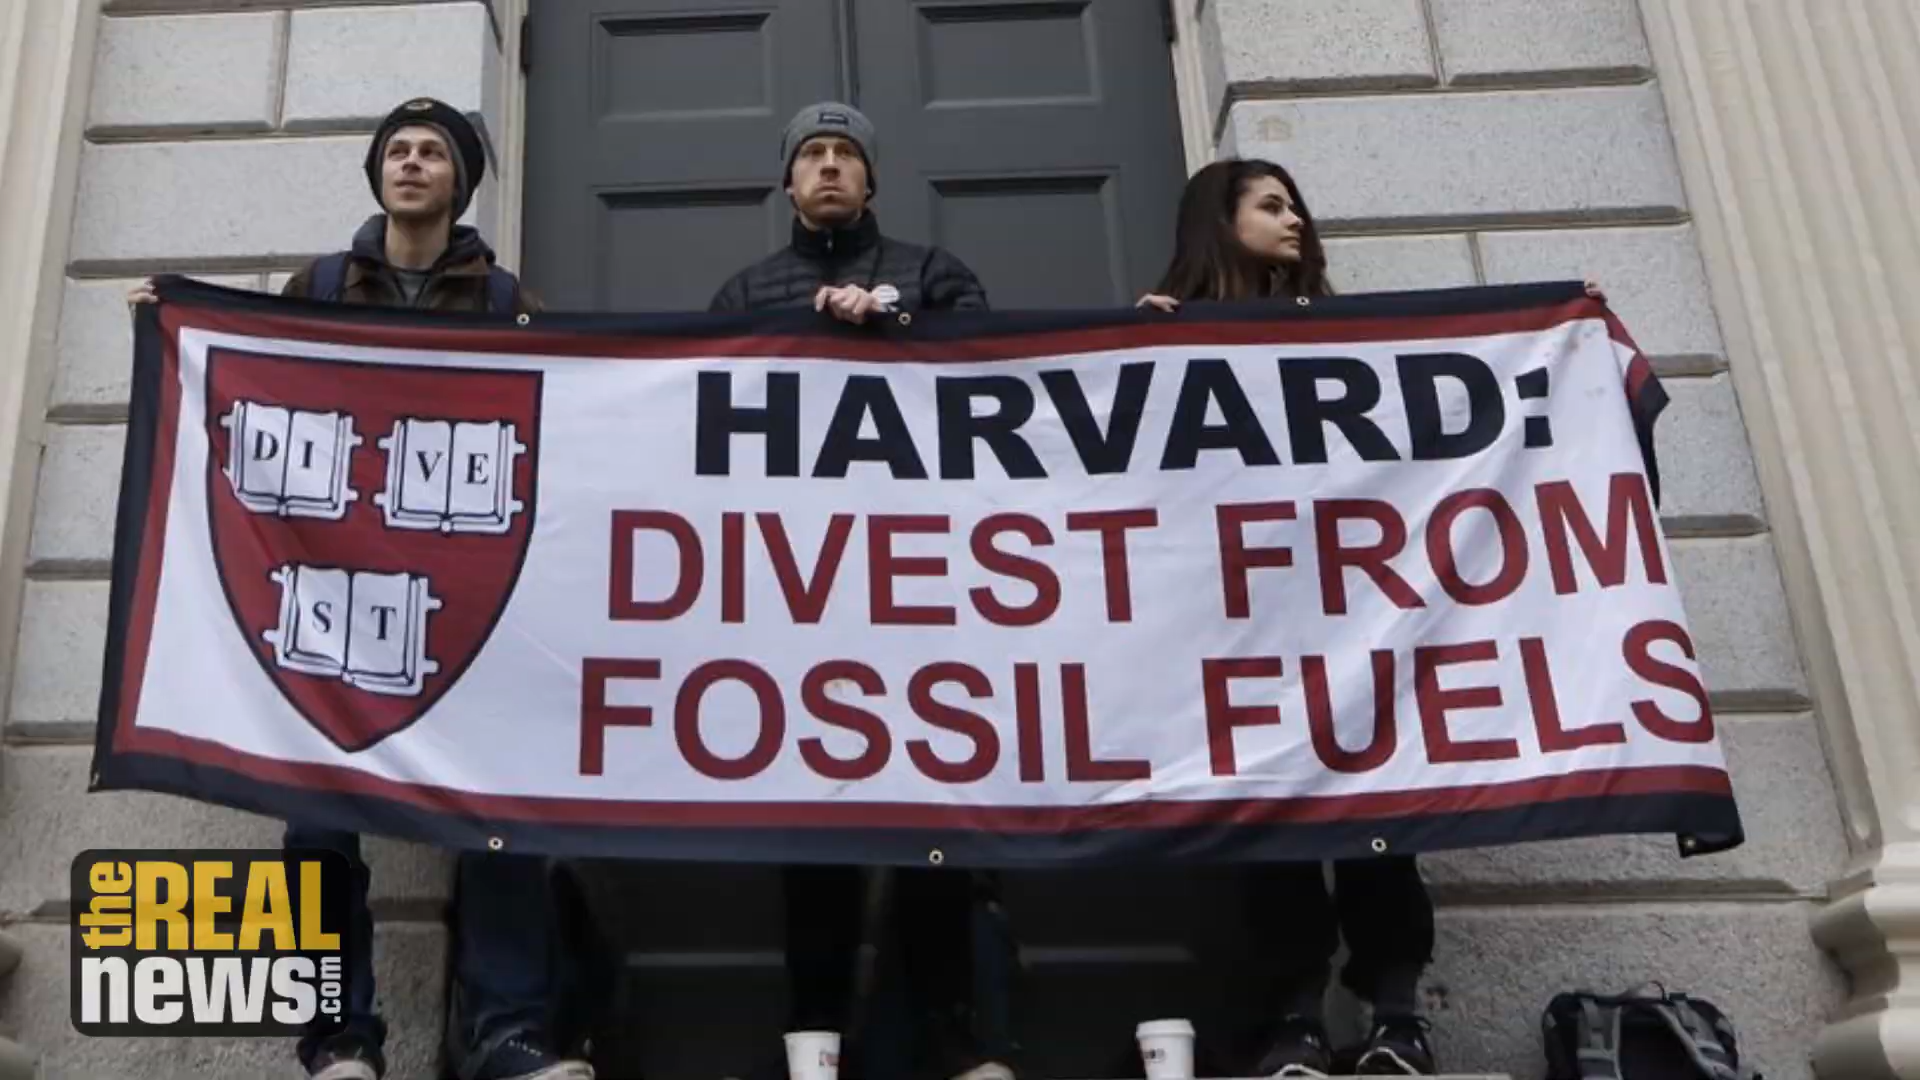 DI VE
ST
HARVARD:
DIVEST FROM
FOSSIL FUELS
the REAL
news.com